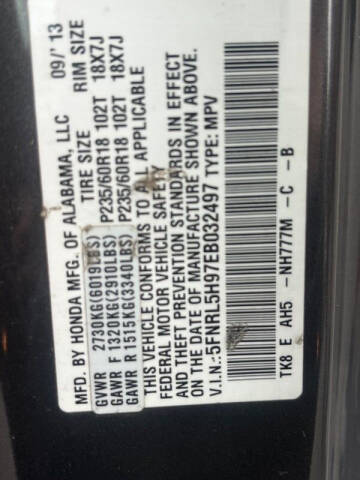 MFD. BY HONDA MFG. OF ALABAMA, LLC 09/'13
TIRE SIZE RIM SIZE
GVWR 2730KG(6019LBS)
GAWR F 1320KG(2910LBS) P235/60R18 102T 18X7J
GAWR R 1515KG(3340LBS) P235/60R18 102T 18X7J
THIS VEHICLE CONFORMS TO ALL APPLICABLE
FEDERAL MOTOR VEHICLE SAFETY
AND THEFT PREVENTION STANDARDS IN EFFECT
ON THE DATE OF MANUFACTURE SHOWN ABOVE.
V.I.N.: 5FNRL5H97EB032497 TYPE: MPV
TK8 E AH5 -NH777M -C -B